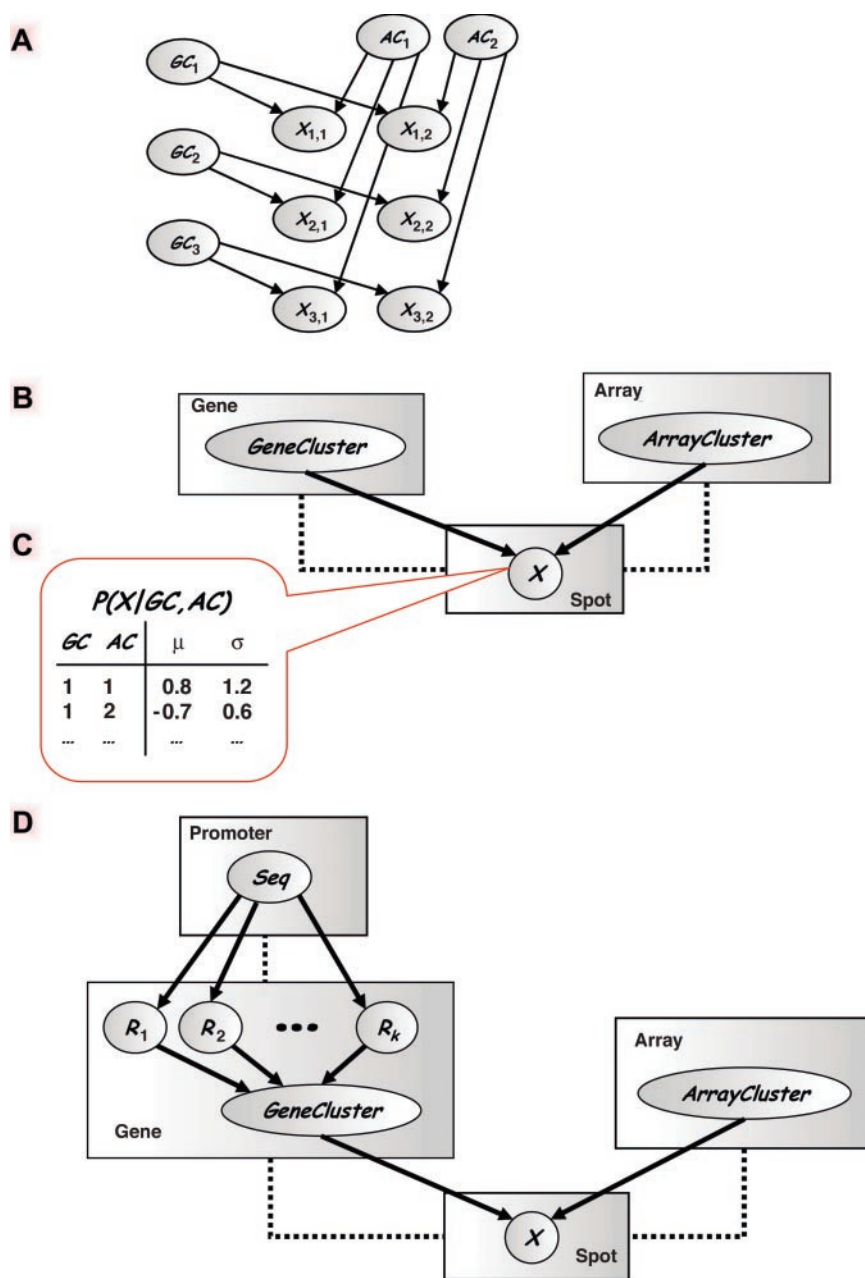 A
AC1 AC2
GC1
X1,1 X1,2
GC2
X2,1 X2,2
GC3
X3,1 X3,2
B
Gene
GeneCluster
Array
ArrayCluster
X
Spot
C
P(X|GC,AC)
GC AC μ σ
1 1 0.8 1.2
1 2 -0.7 0.6
... ... ... ...
D
Promoter
Seq
R1 R2 ••• Rk
GeneCluster
Gene
Array
ArrayCluster
X
Spot